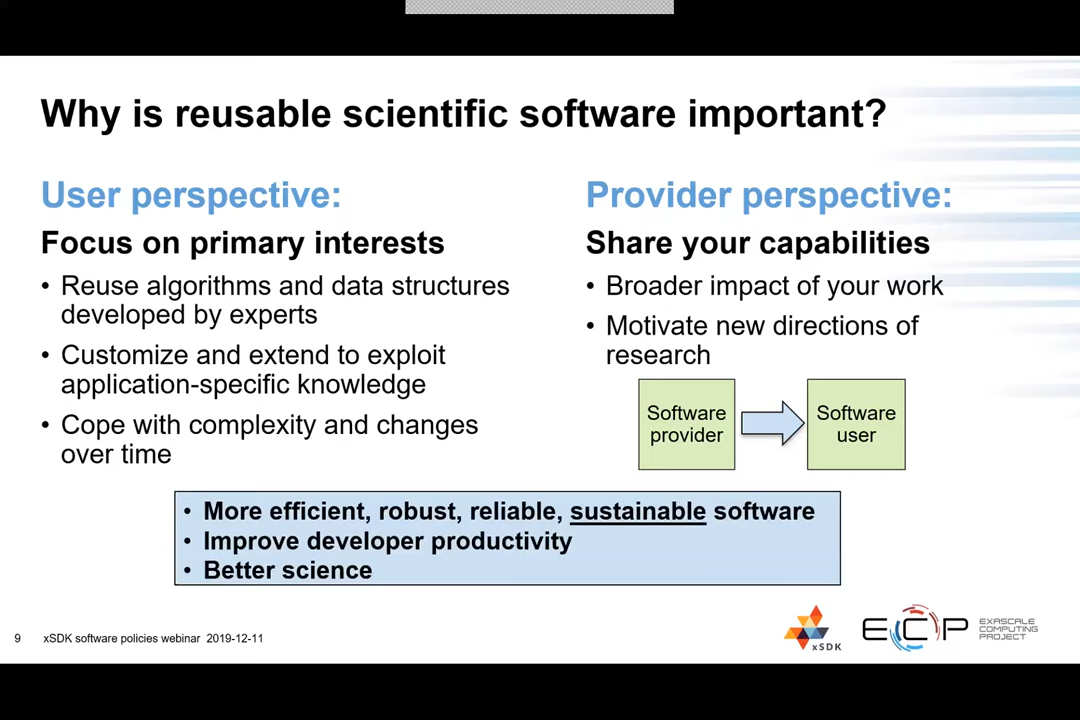 Why is reusable scientific software important?
User perspective:
Focus on primary interests
• Reuse algorithms and data structures
developed by experts
• Customize and extend to exploit
application-specific knowledge
• Cope with complexity and changes
over time
Provider perspective:
Share your capabilities
• Broader impact of your work
• Motivate new directions of
research
Software
provider
Software
user
• More efficient, robust, reliable, sustainable software
• Improve developer productivity
• Better science
9 xSDK software policies webinar 2019-12-11
xSDK
ECP
EXASCALE
COMPUTING
PROJECT